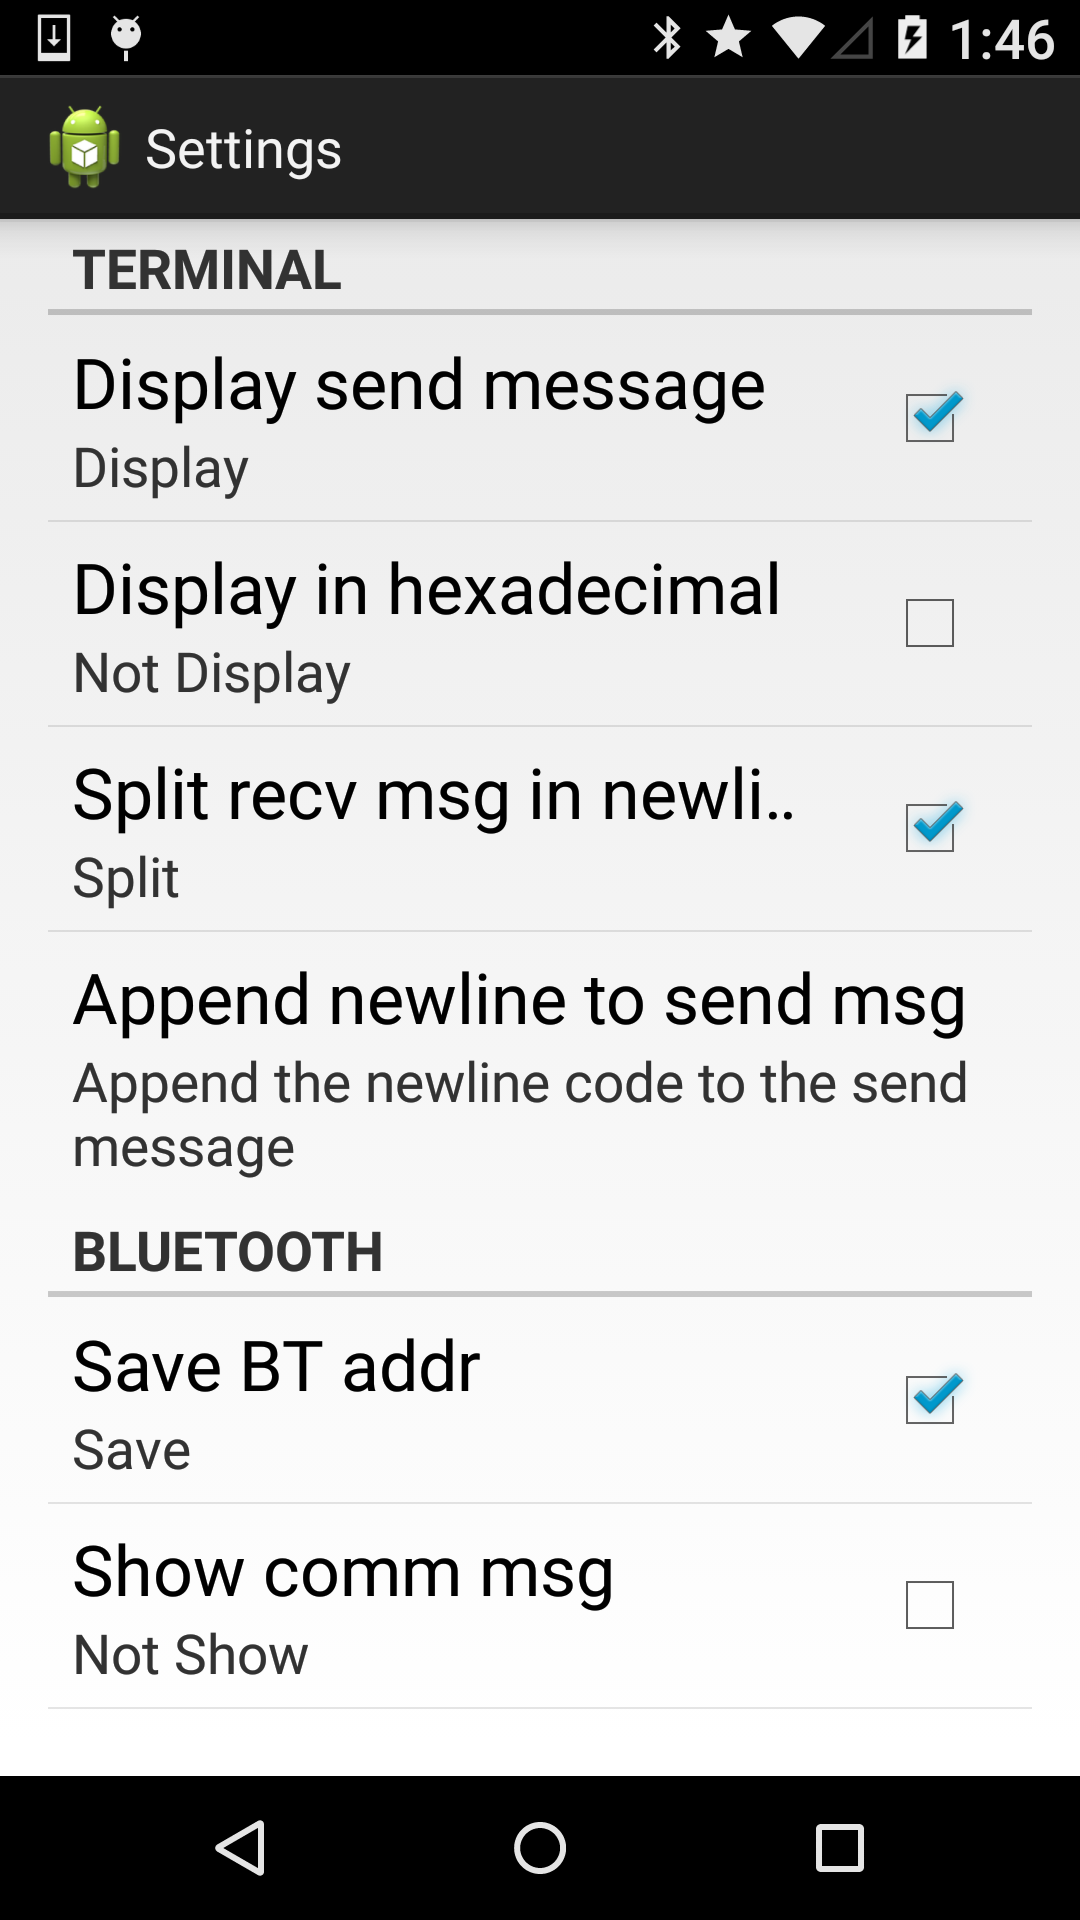 1:46
Settings
TERMINAL
Display send message
Display
Display in hexadecimal
Not Display
Split recv msg in newli..
Split
Append newline to send msg
Append the newline code to the send
message
BLUETOOTH
Save BT addr
Save
Show comm msg
Not Show